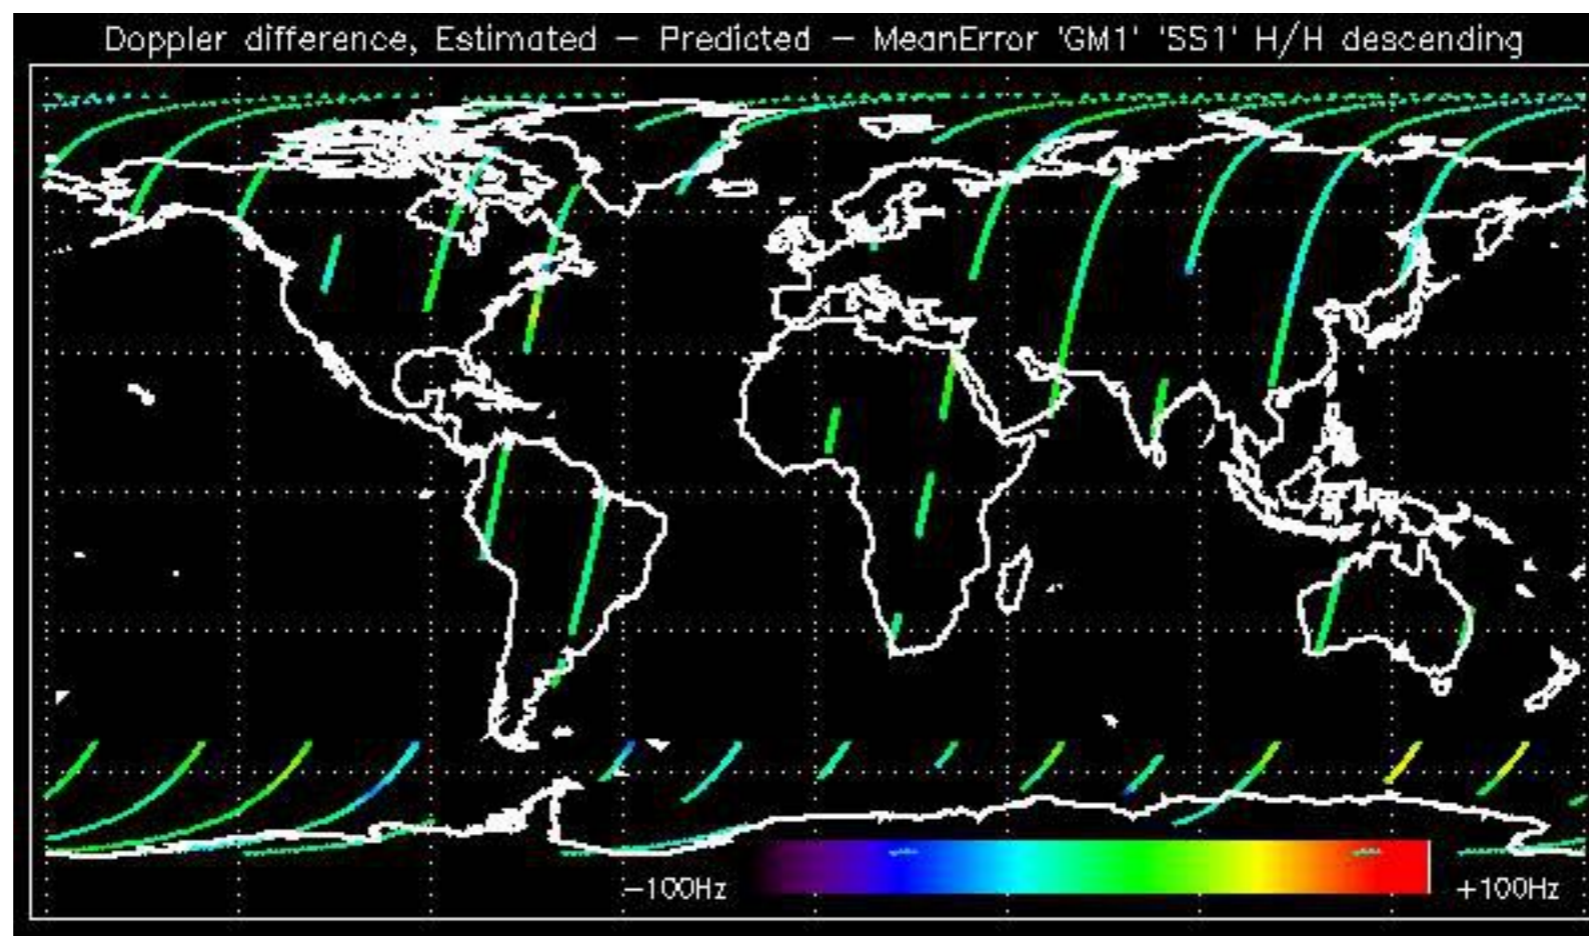 Doppler difference, Estimated – Predicted – MeanError 'GM1' 'SS1' H/H descending
−100Hz +100Hz